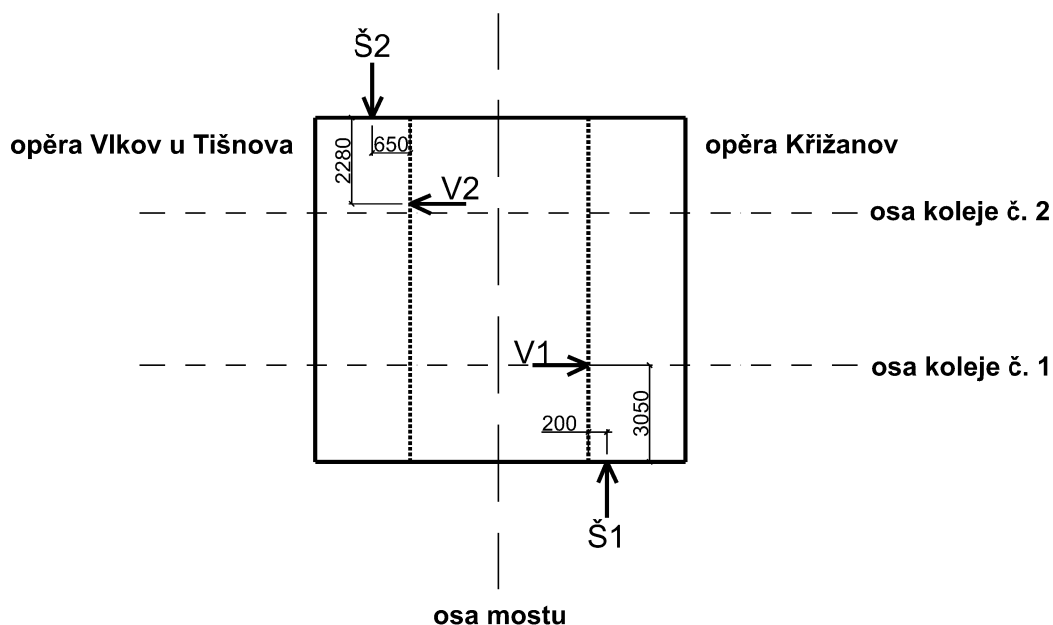 Š2
opěra Vlkov u Tišnova
650
opěra Křižanov
2280
V2
osa koleje č. 2
V1
osa koleje č. 1
200
3050
Š1
osa mostu